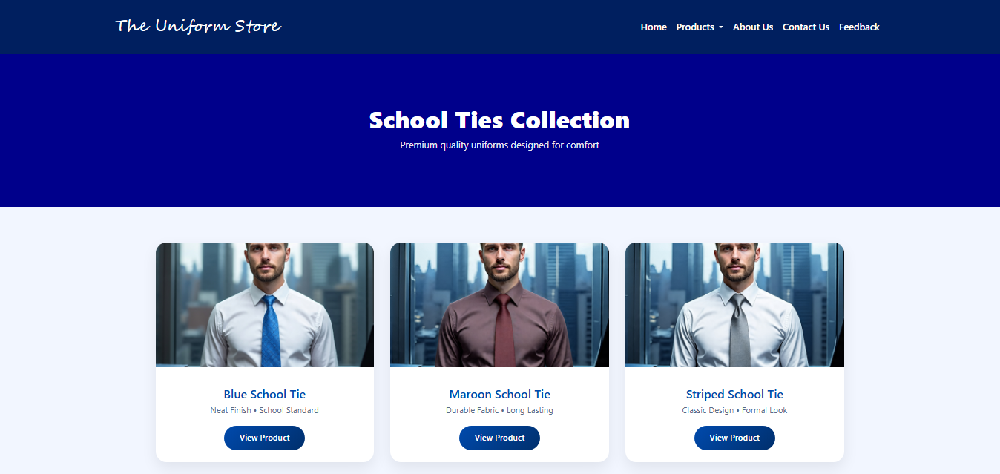 The Uniform Store
Home Products About Us Contact Us Feedback
School Ties Collection
Premium quality uniforms designed for comfort
Blue School Tie
Neat Finish • School Standard
View Product
Maroon School Tie
Durable Fabric • Long Lasting
View Product
Striped School Tie
Classic Design • Formal Look
View Product